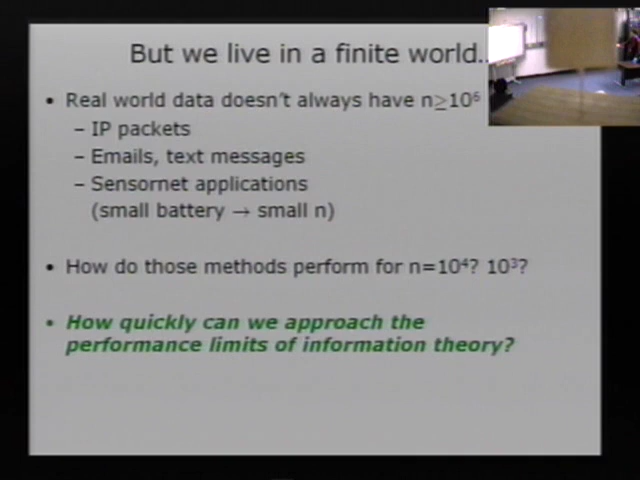 But we live in a finite world..
• Real world data doesn't always have n≥10⁶
– IP packets
– Emails, text messages
– Sensornet applications
(small battery → small n)
• How do those methods perform for n=10⁴? 10³?
• How quickly can we approach the
performance limits of information theory?